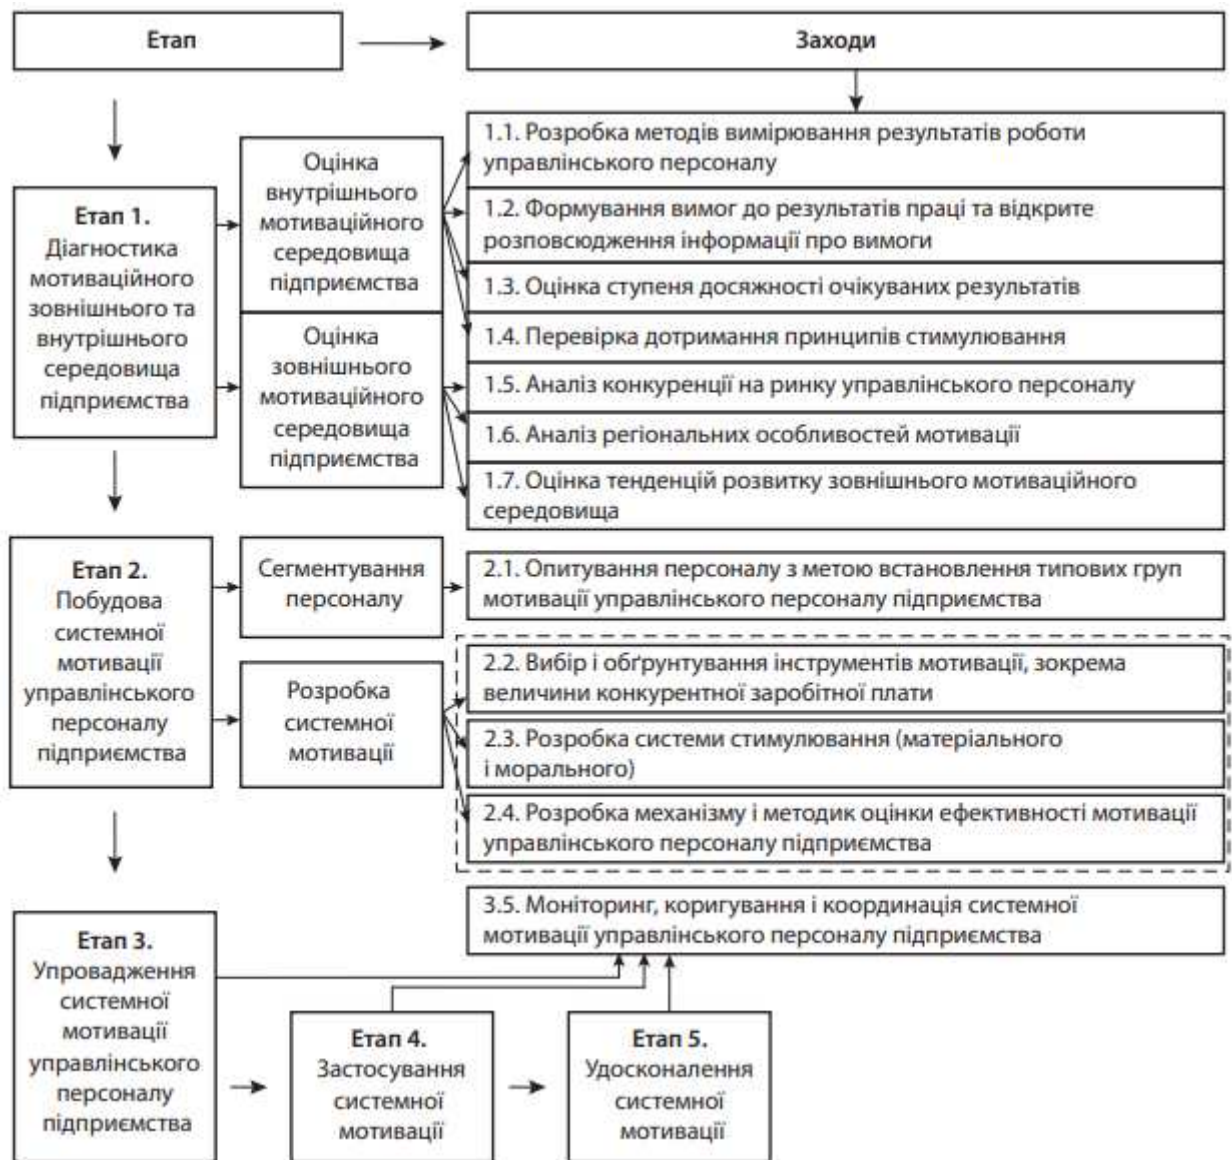 Етап
Заходи
Етап 1.
Діагностика
мотиваційного
зовнішнього та
внутрішнього
середовища
підприємства
Оцінка
внутрішнього
мотиваційного
середовища
підприємства
1.1. Розробка методів вимірювання результатів роботи
управлінського персоналу
1.2. Формування вимог до результатів праці та відкрите
розповсюдження інформації про вимоги
1.3. Оцінка ступеня досяжності очікуваних результатів
1.4. Перевірка дотримання принципів стимулювання
Оцінка
зовнішнього
мотиваційного
середовища
підприємства
1.5. Аналіз конкуренції на ринку управлінського персоналу
1.6. Аналіз регіональних особливостей мотивації
1.7. Оцінка тенденцій розвитку зовнішнього мотиваційного
середовища
Етап 2.
Побудова
системної
мотивації
управлінського
персоналу
підприємства
Сегментування
персоналу
2.1. Опитування персоналу з метою встановлення типових груп
мотивації управлінського персоналу підприємства
Розробка
системної
мотивації
2.2. Вибір і обґрунтування інструментів мотивації, зокрема
величини конкурентної заробітної плати
2.3. Розробка системи стимулювання (матеріального
і морального)
2.4. Розробка механізму і методик оцінки ефективності мотивації
управлінського персоналу підприємства
Етап 3.
Упровадження
системної
мотивації
управлінського
персоналу
підприємства
3.5. Моніторинг, коригування і координація системної
мотивації управлінського персоналу підприємства
Етап 4.
Застосування
системної
мотивації
Етап 5.
Удосконалення
системної
мотивації